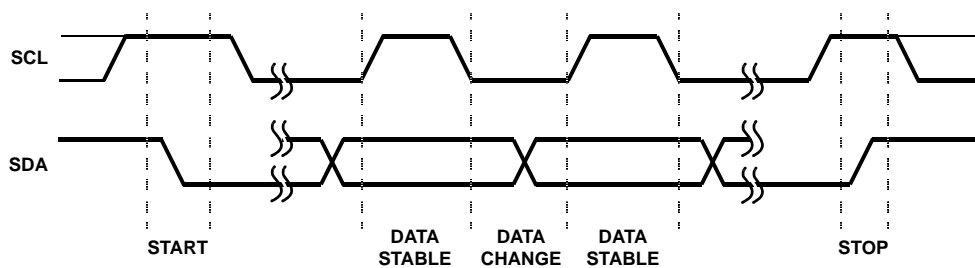 SCL
SDA
START
DATA
STABLE
DATA
CHANGE
DATA
STABLE
STOP